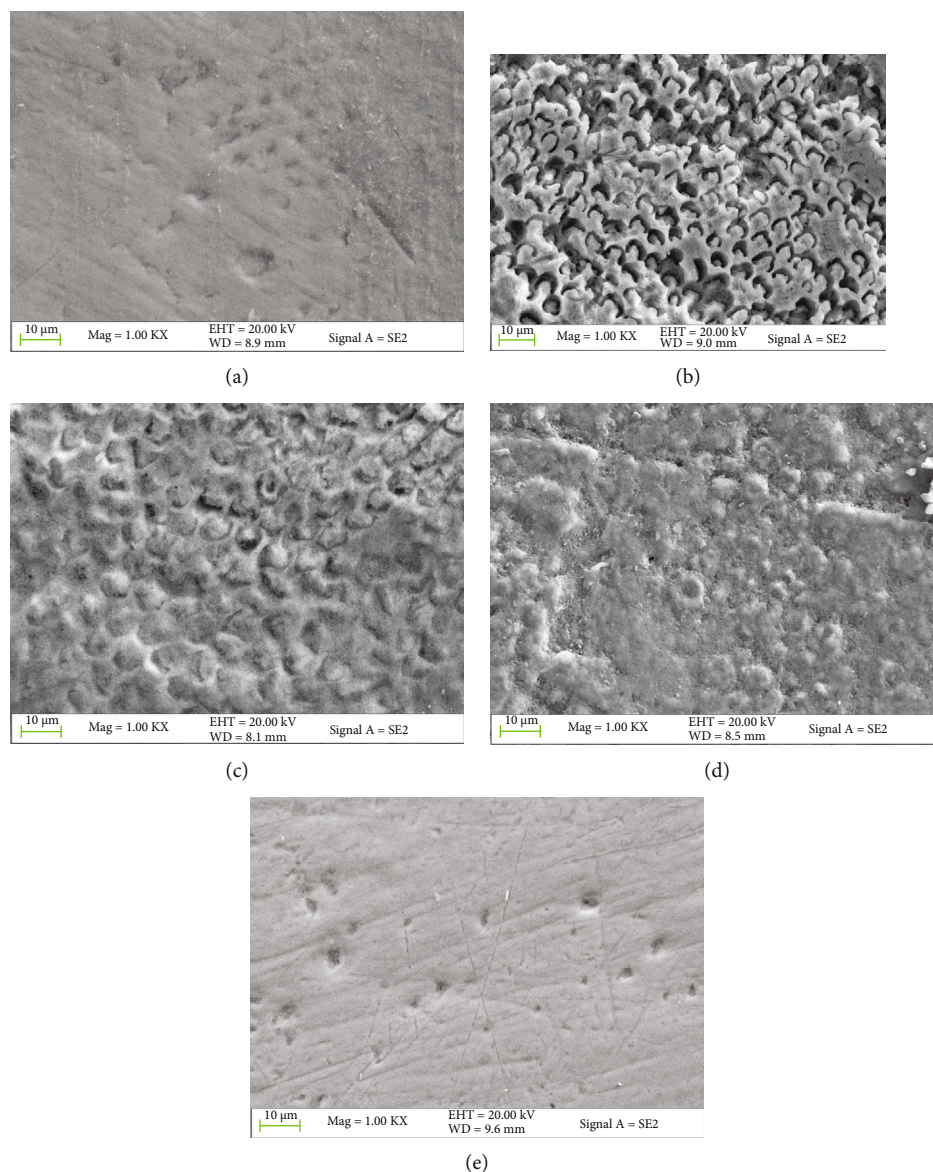 10 μm
Mag = 1.00 KX
EHT = 20.00 kV
WD = 8.9 mm
Signal A = SE2
(a)
10 μm
Mag = 1.00 KX
EHT = 20.00 kV
WD = 9.0 mm
Signal A = SE2
(b)
10 μm
Mag = 1.00 KX
EHT = 20.00 kV
WD = 8.1 mm
Signal A = SE2
(c)
10 μm
Mag = 1.00 KX
EHT = 20.00 kV
WD = 8.5 mm
Signal A = SE2
(d)
10 μm
Mag = 1.00 KX
EHT = 20.00 kV
WD = 9.6 mm
Signal A = SE2
(e)